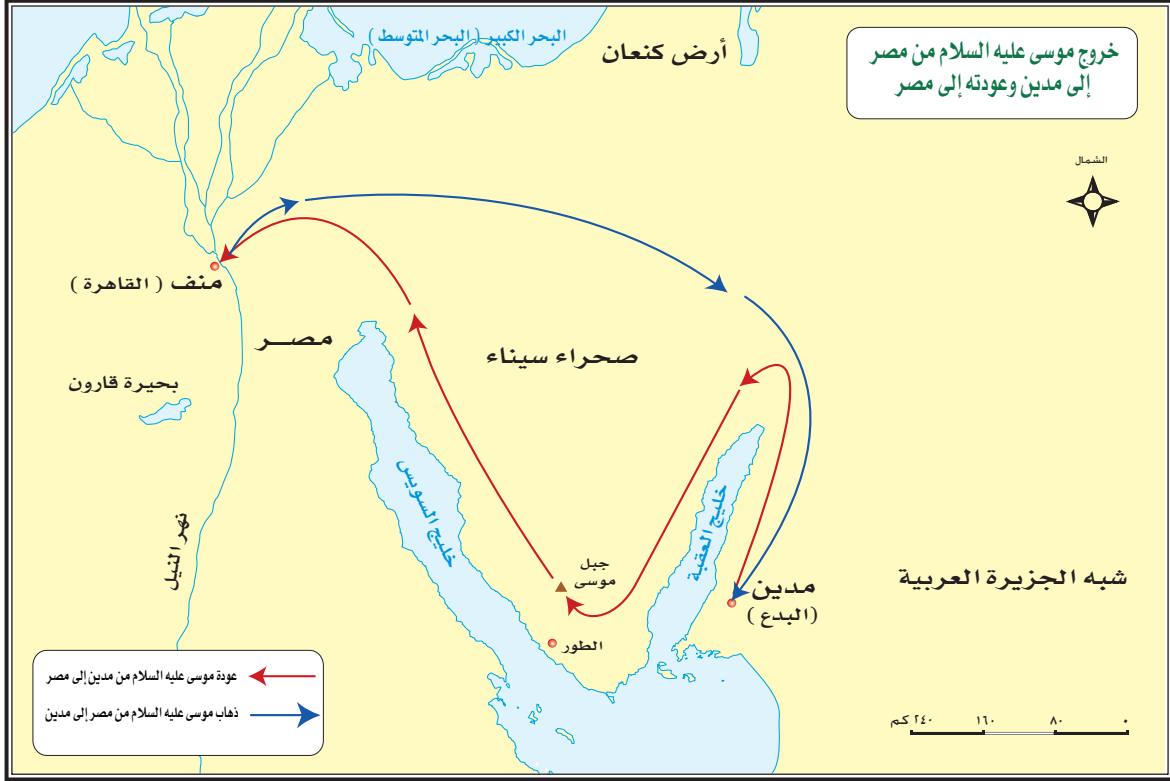 خروج موسى عليه السلام من مصر
إلى مدين وعودته إلى مصر
البحر الكبير ( البحر المتوسط )
أرض كنعان
الشمال
منف ( القاهرة )
مصــر
صحراء سيناء
بحيرة قارون
خليج السويس
خليج العقبة
نهر النيل
جبل
موسى
الطور
مدين
( البدع )
شبه الجزيرة العربية
عودة موسى عليه السلام من مدين إلى مصر
ذهاب موسى عليه السلام من مصر إلى مدين
٠ ٨٠ ١٦٠ ٢٤٠ كم